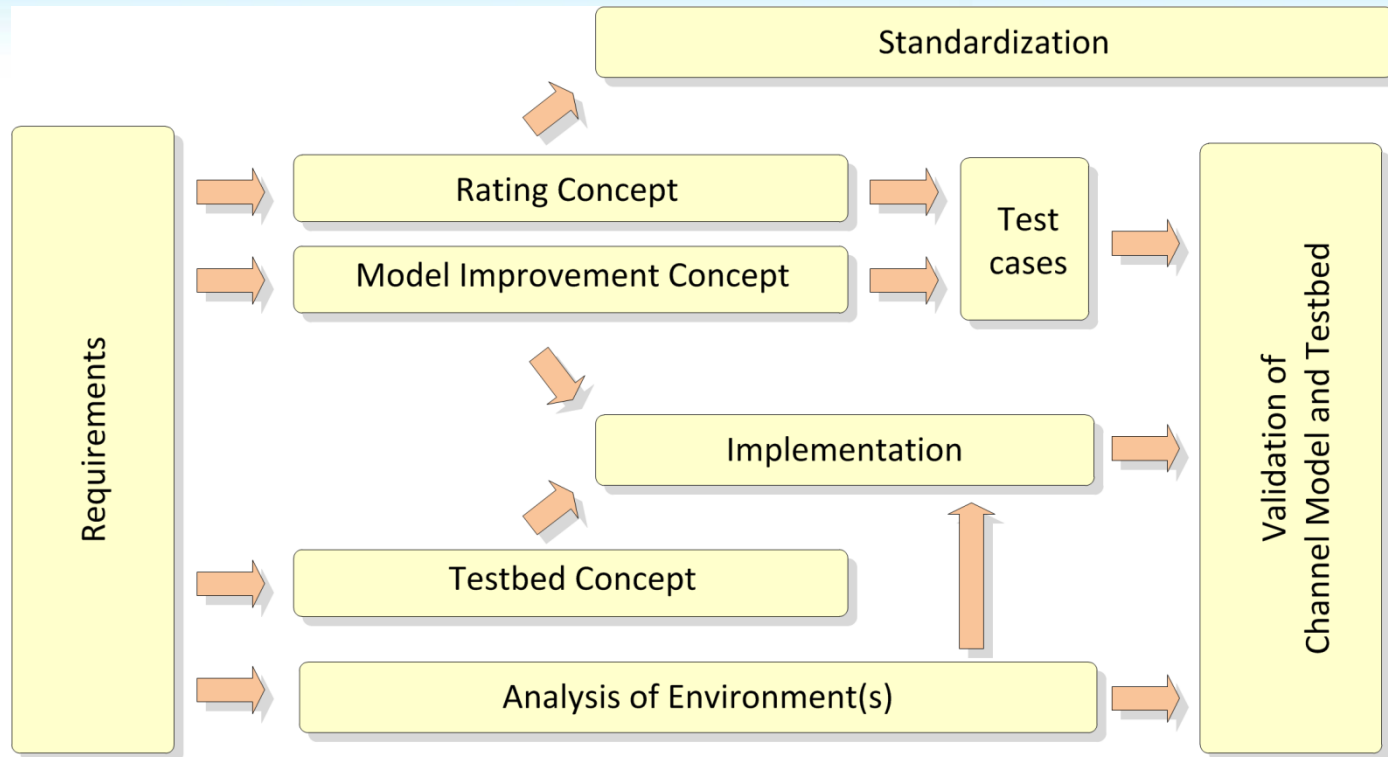 Standardization
Requirements
Rating Concept
Model Improvement Concept
Test
cases
Implementation
Testbed Concept
Analysis of Environment(s)
Validation of
Channel Model and Testbed